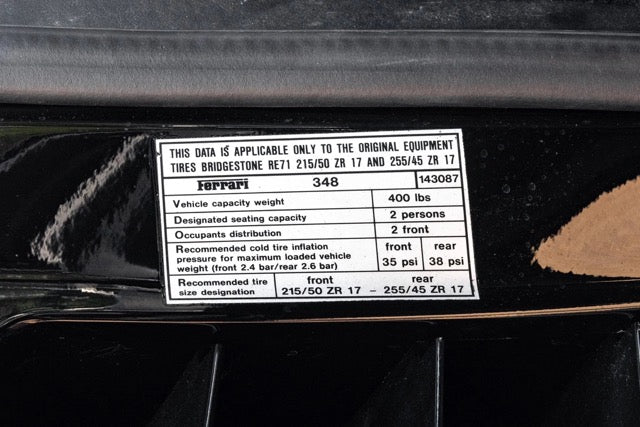 THIS DATA IS APPLICABLE ONLY TO THE ORIGINAL EQUIPMENT
TIRES BRIDGESTONE RE71 215/50 ZR 17 AND 255/45 ZR 17
Ferrari 348 143087
Vehicle capacity weight 400 lbs
Designated seating capacity 2 persons
Occupants distribution 2 front
Recommended cold tire inflation front rear
pressure for maximum loaded vehicle
weight (front 2.4 bar/rear 2.6 bar) 35 psi 38 psi
Recommended tire front rear
size designation 215/50 ZR 17 – 255/45 ZR 17